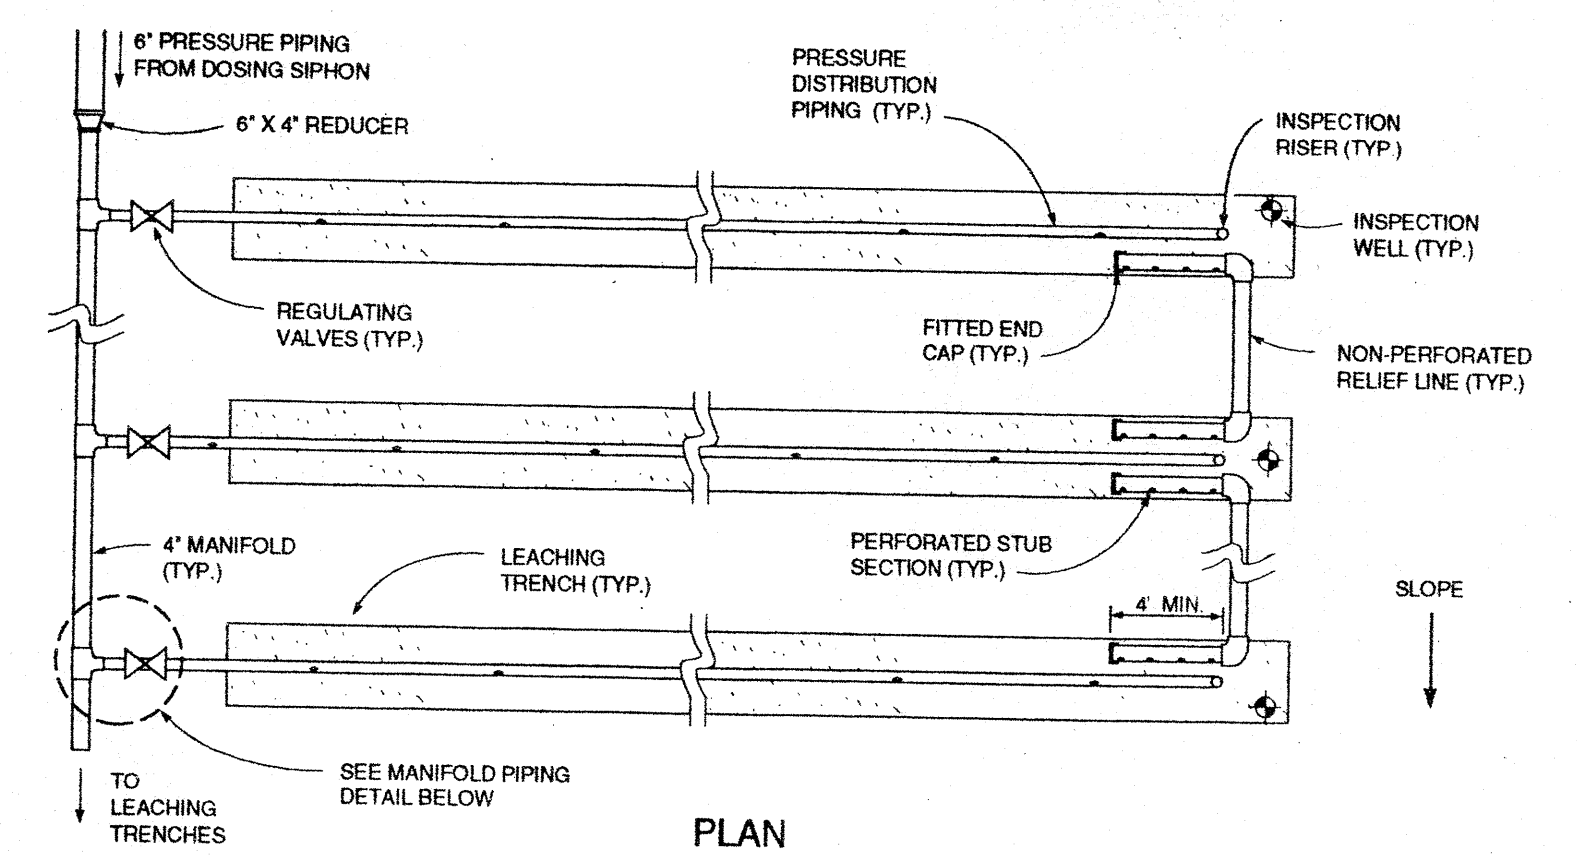 6" PRESSURE PIPING
FROM DOSING SIPHON
6" X 4" REDUCER
PRESSURE
DISTRIBUTION
PIPING (TYP.)
INSPECTION
RISER (TYP.)
INSPECTION
WELL (TYP.)
REGULATING
VALVES (TYP.)
FITTED END
CAP (TYP.)
NON-PERFORATED
RELIEF LINE (TYP.)
4" MANIFOLD
(TYP.)
LEACHING
TRENCH (TYP.)
PERFORATED STUB
SECTION (TYP.)
4' MIN.
SLOPE
SEE MANIFOLD PIPING
DETAIL BELOW
TO
LEACHING
TRENCHES
PLAN